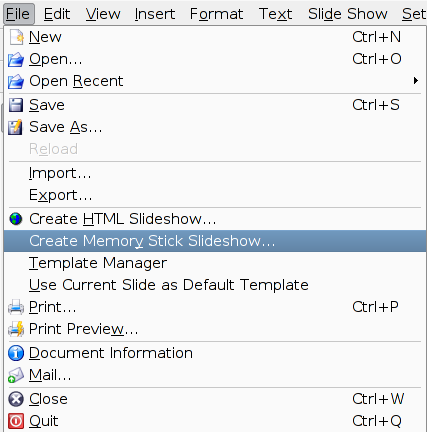 File Edit View Insert Format Text Slide Show Set
New Ctrl+N
Open... Ctrl+O
Open Recent
Save Ctrl+S
Save As...
Reload
Import...
Export...
Create HTML Slideshow...
Create Memory Stick Slideshow...
Template Manager
Use Current Slide as Default Template
Print... Ctrl+P
Print Preview...
Document Information
Mail...
Close Ctrl+W
Quit Ctrl+Q